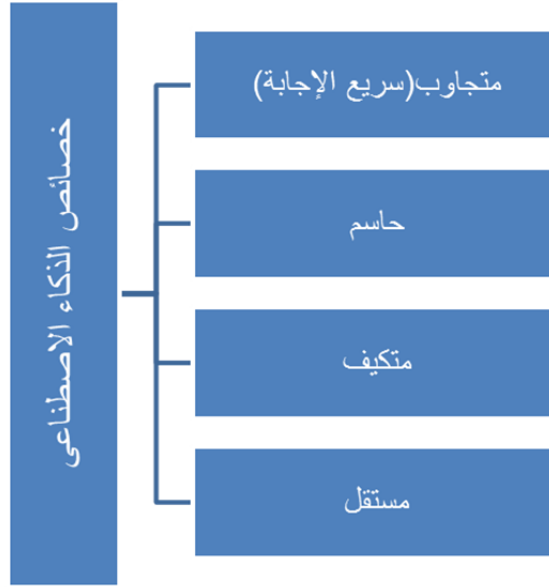 خصائص الذكاء الاصطناعى
متجاوب(سريع الإجابة)
حاسم
متكيف
مستقل